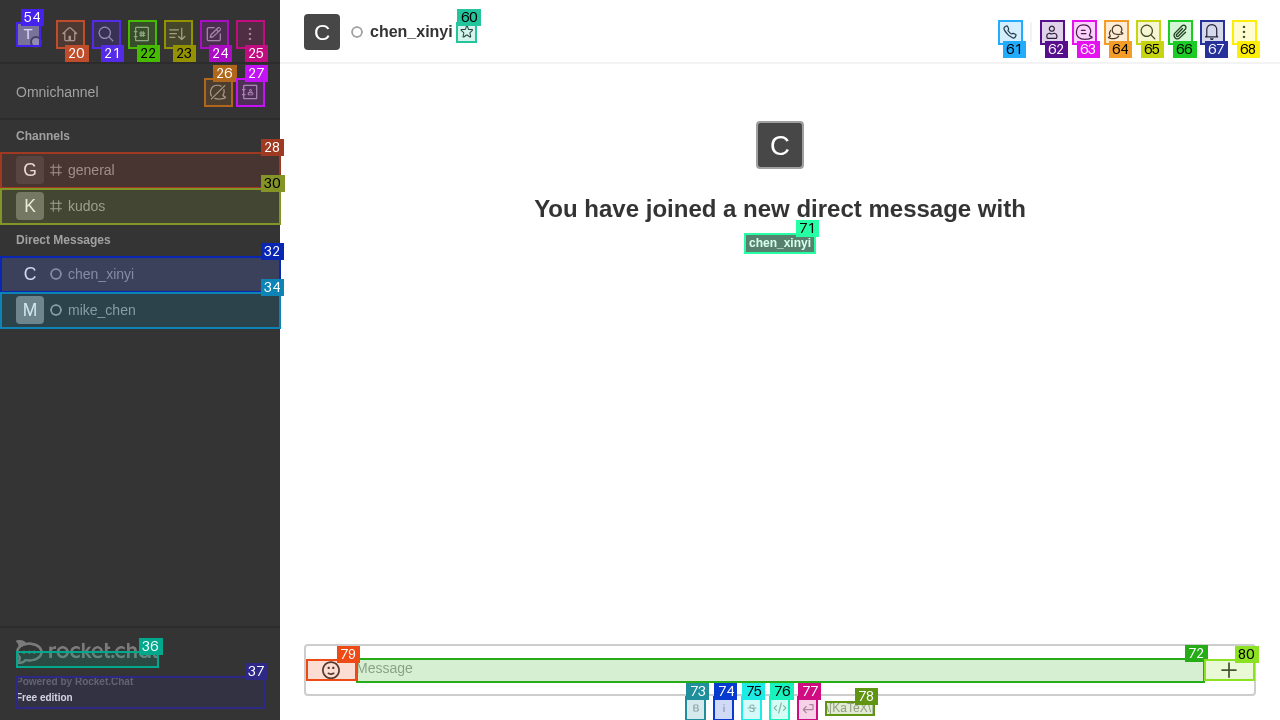 54
T
20
21
22
23
24
25
C
chen_xinyi
60
61
62
63
64
65
66
67
68
Omnichannel
26
27
Channels
28
G
general
30
K
kudos
Direct Messages
32
C
chen_xinyi
34
M
mike_chen
C
You have joined a new direct message with
71
chen_xinyi
rocket.chat
36
37
Powered by Rocket.Chat
Free edition
79
Message
72
80
73
74
75
76
77
78
B
i
S
</>
\[KaTeX\]